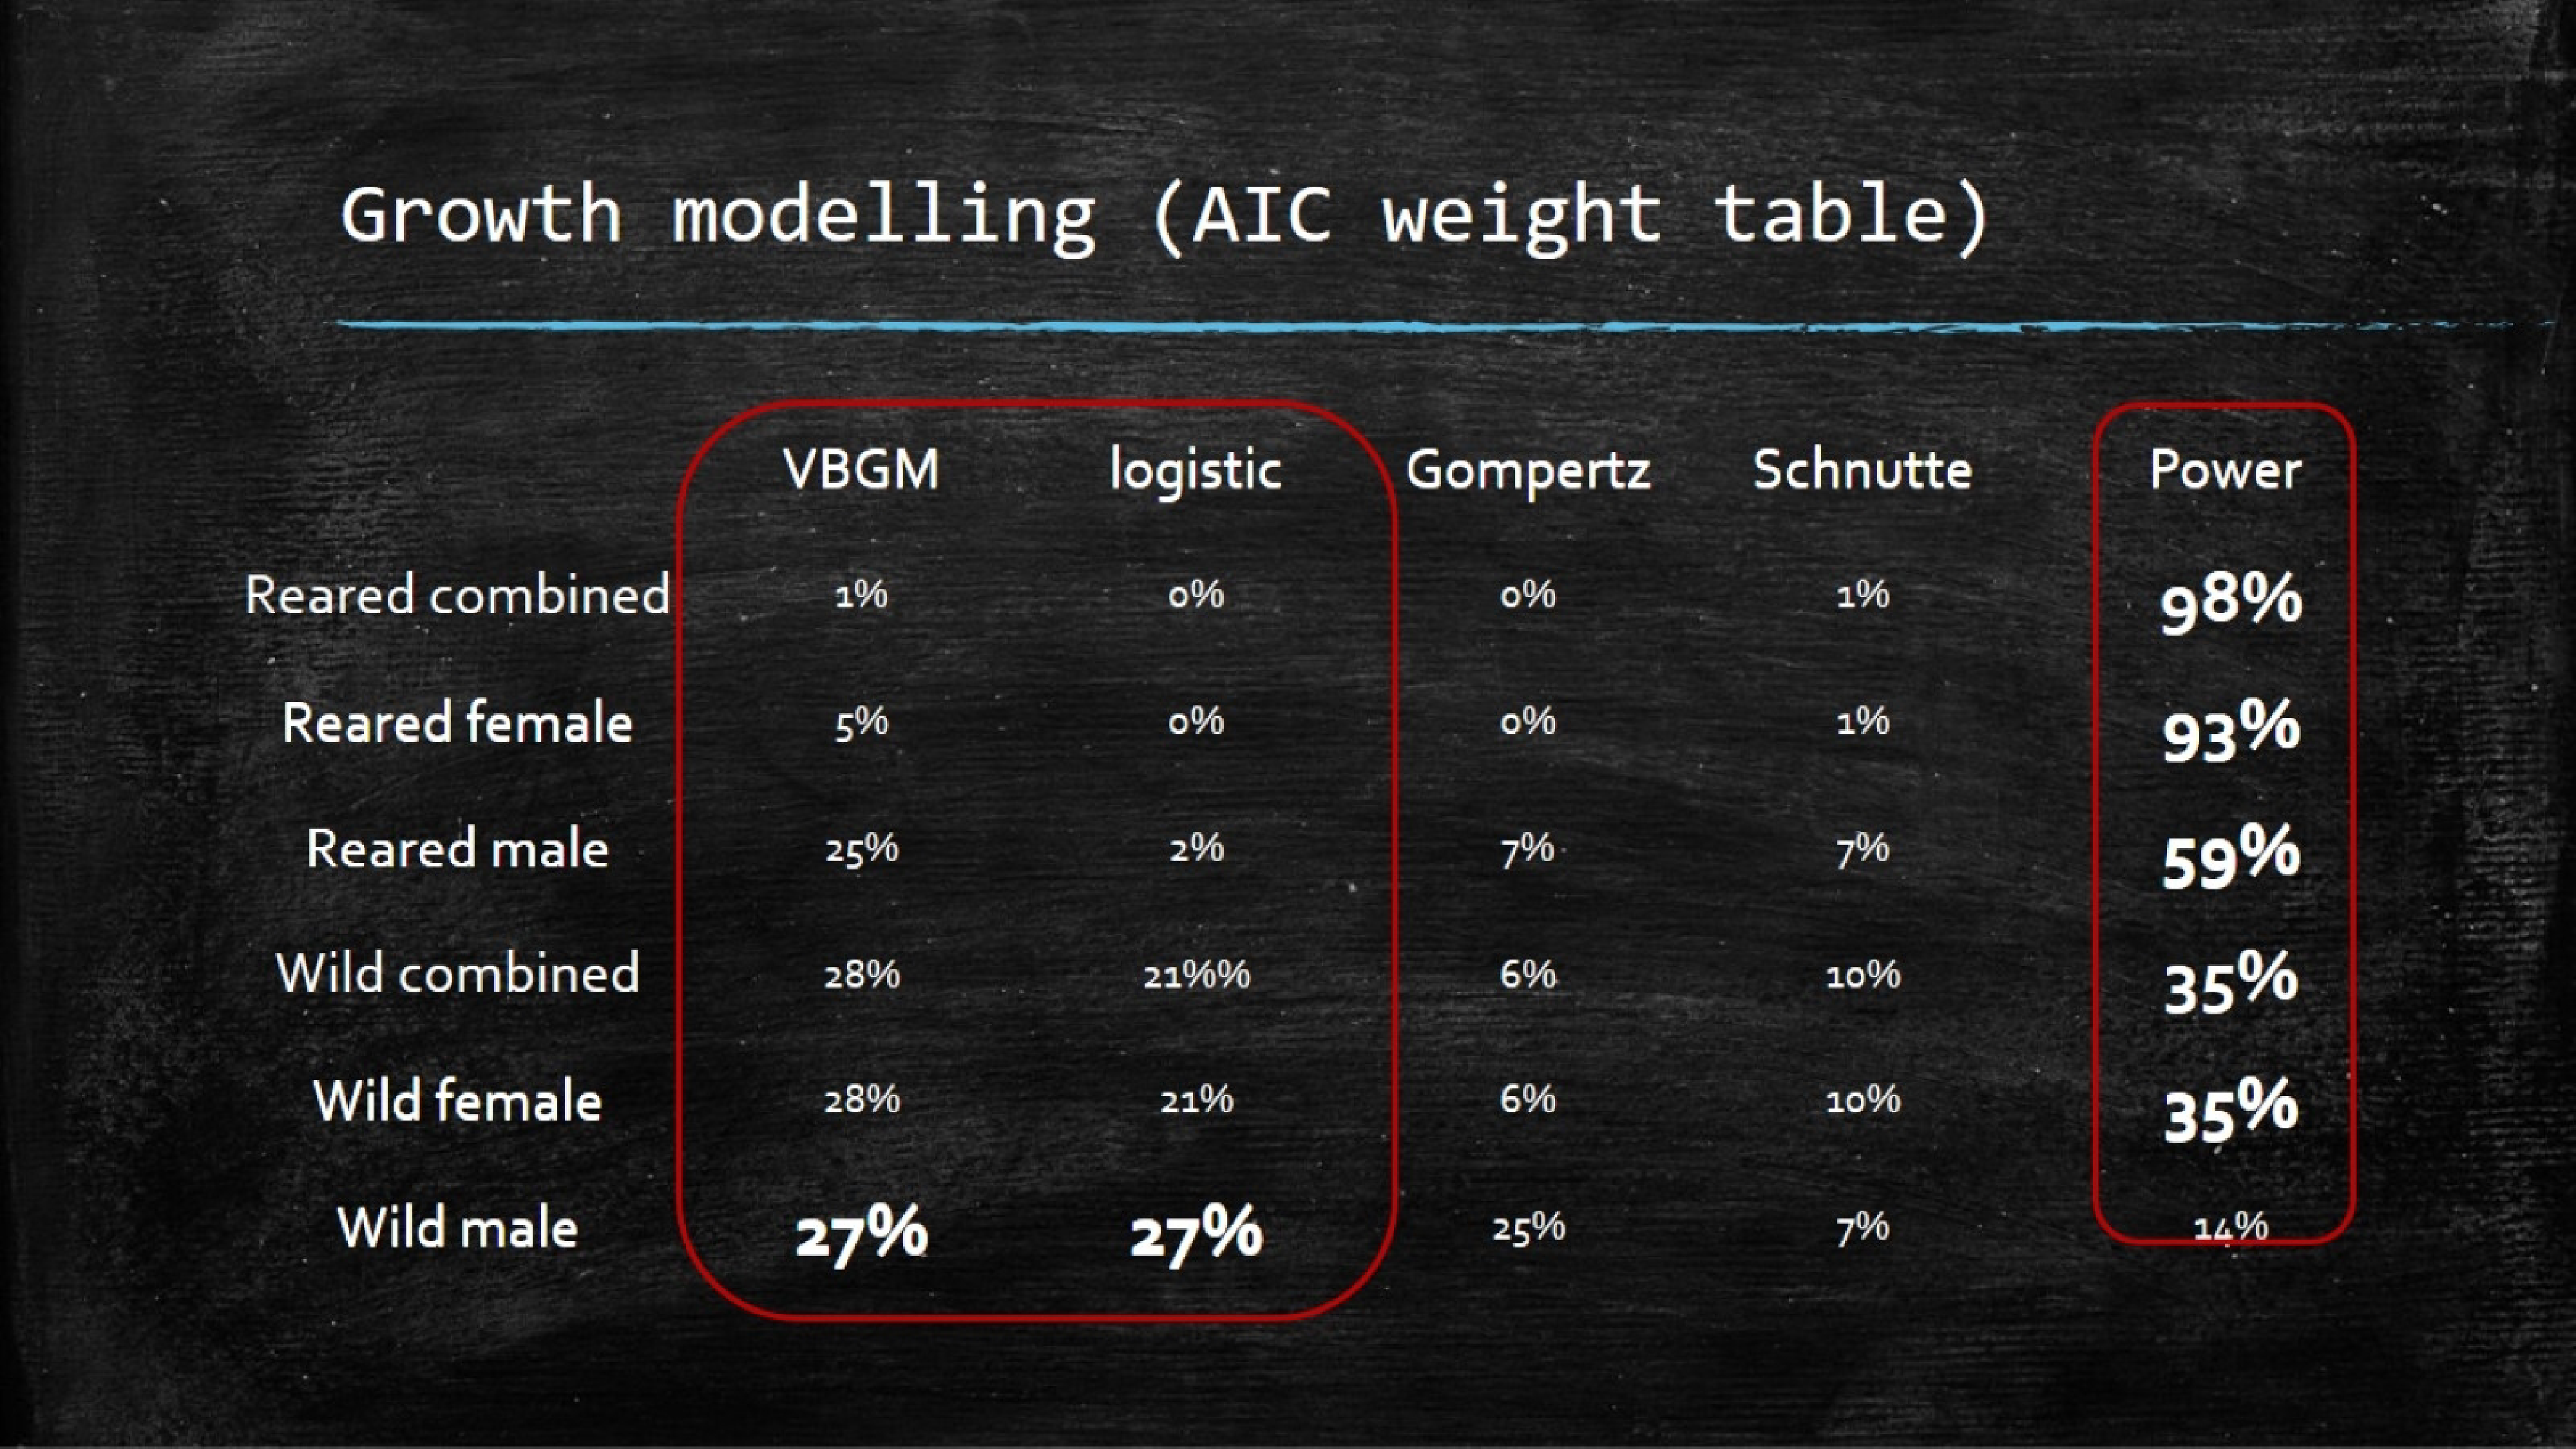 Growth modelling (AIC weight table)
VBGM logistic Gompertz Schnutte Power
Reared combined 1% 0% 0% 1% 98%
Reared female 5% 0% 0% 1% 93%
Reared male 25% 2% 7% 7% 59%
Wild combined 28% 21%% 6% 10% 35%
Wild female 28% 21% 6% 10% 35%
Wild male 27% 27% 25% 7% 14%